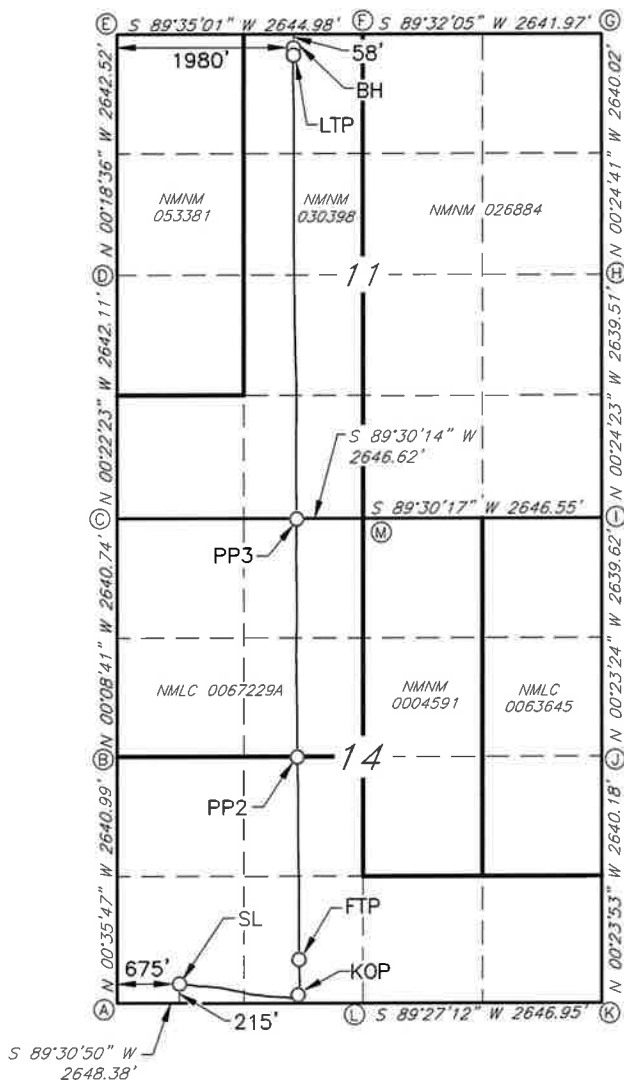 E
S 89°35'01" W 2644.98'
F
S 89°32'05" W 2641.97'
G
1980'
58'
BH
LTP
N 00°18'36" W 2642.52'
N 00°24'41" W 2640.02'
NMNM
053381
NMNM
030398
NMNM 026884
D
11
H
N 00°22'23" W 2642.11'
N 00°24'23" W 2639.51'
S 89°30'14" W
2646.62'
C
S 89°30'17" W 2646.55'
I
M
PP3
N 00°08'41" W 2640.74'
N 00°23'24" W 2639.62'
NMLC 0067229A
NMNM
0004591
NMLC
0063645
B
14
J
PP2
N 00°35'47" W 2640.99'
N 00°23'53" W 2640.18'
SL
FTP
675'
KOP
A
215'
L
S 89°27'12" W 2646.95'
K
S 89°30'50" W
2648.38'